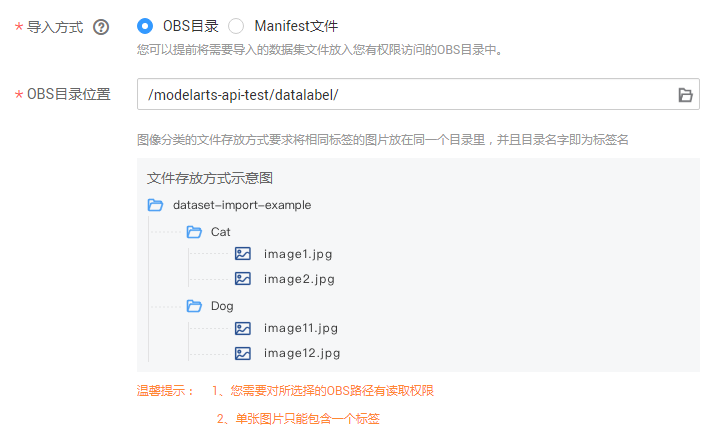 * 导入方式 ? OBS目录 Manifest文件
您可以提前将需要导入的数据集文件放入您有权限访问的OBS目录中。
* OBS目录位置 /modelarts-api-test/datalabel/
图像分类的文件存放方式要求将相同标签的图片放在同一个目录里，并且目录名字即为标签名
文件存放方式示意图
dataset-import-example
Cat
image1.jpg
image2.jpg
Dog
image11.jpg
image12.jpg
温馨提示： 1、您需要对所选择的OBS路径有读取权限
2、单张图片只能包含一个标签